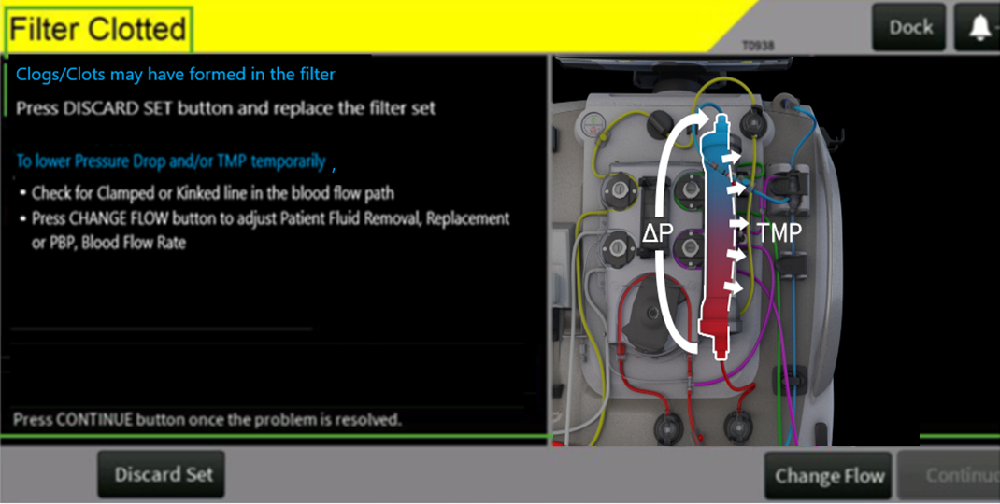 Filter Clotted
T0938
Dock
Clogs/Clots may have formed in the filter
Press DISCARD SET button and replace the filter set
To lower Pressure Drop and/or TMP temporarily ,
• Check for Clamped or Kinked line in the blood flow path
• Press CHANGE FLOW button to adjust Patient Fluid Removal, Replacement
or PBP, Blood Flow Rate
ΔP
TMP
Press CONTINUE button once the problem is resolved.
Discard Set
Change Flow